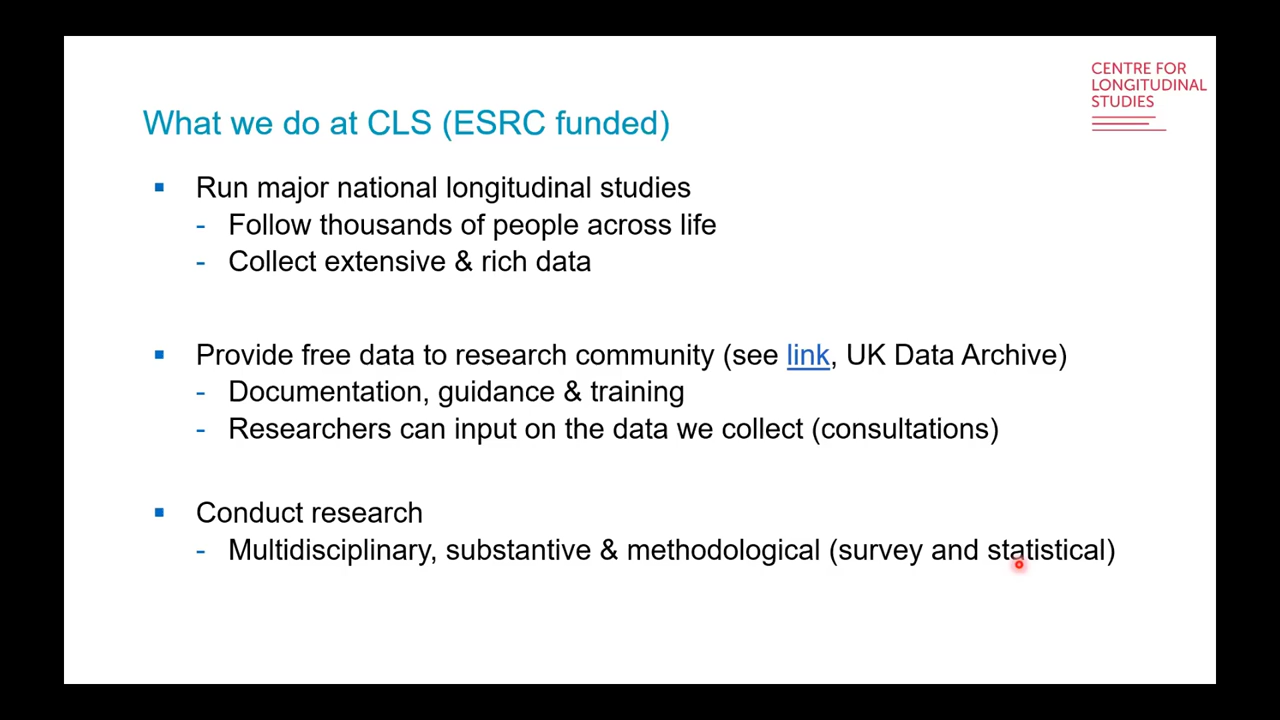 CENTRE FOR
LONGITUDINAL
STUDIES
What we do at CLS (ESRC funded)
▪ Run major national longitudinal studies
- Follow thousands of people across life
- Collect extensive & rich data
▪ Provide free data to research community (see link, UK Data Archive)
- Documentation, guidance & training
- Researchers can input on the data we collect (consultations)
▪ Conduct research
- Multidisciplinary, substantive & methodological (survey and statistical)